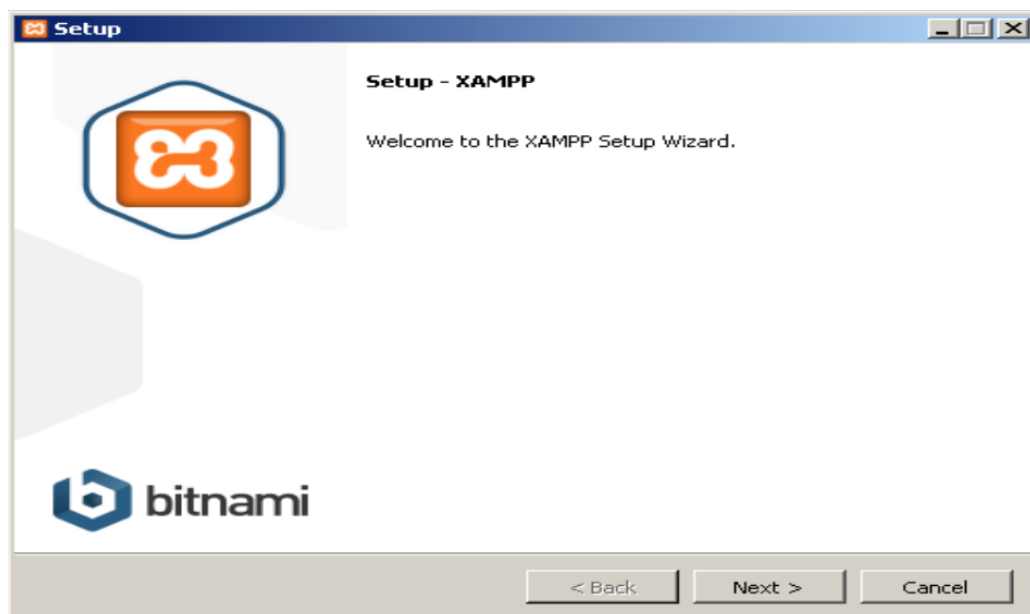 Setup
Setup - XAMPP
Welcome to the XAMPP Setup Wizard.
bitnami
< Back
Next >
Cancel